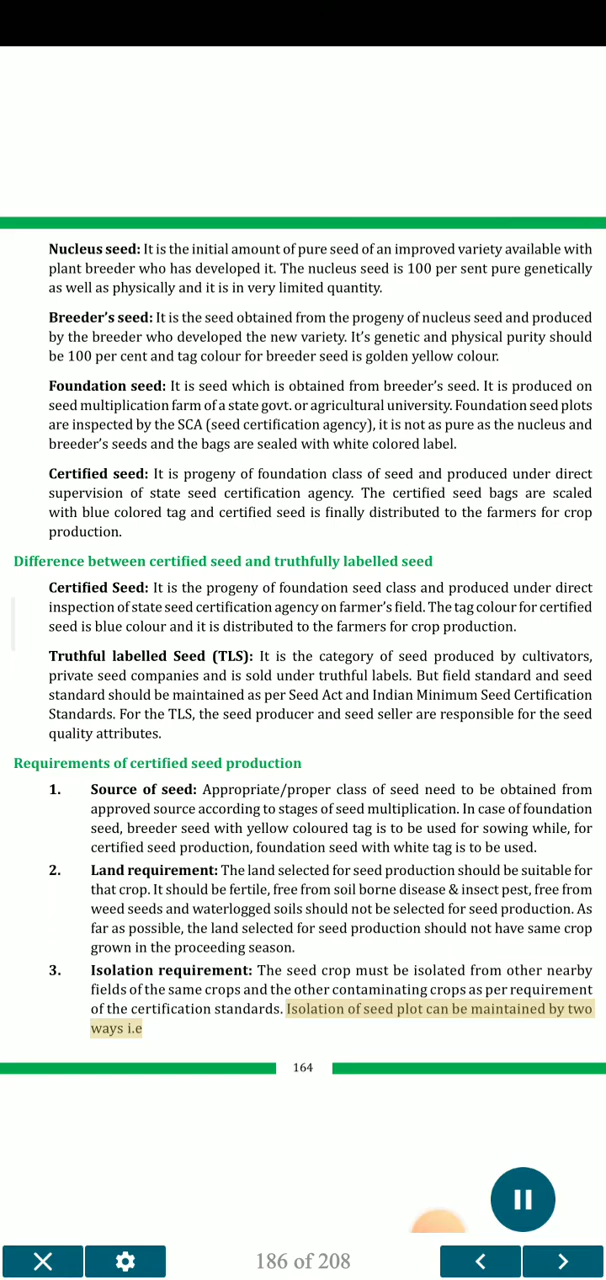 Nucleus seed: It is the initial amount of pure seed of an improved variety available with
plant breeder who has developed it. The nucleus seed is 100 per sent pure genetically
as well as physically and it is in very limited quantity.
Breeder's seed: It is the seed obtained from the progeny of nucleus seed and produced
by the breeder who developed the new variety. It's genetic and physical purity should
be 100 per cent and tag colour for breeder seed is golden yellow colour.
Foundation seed: It is seed which is obtained from breeder's seed. It is produced on
seed multiplication farm of a state govt. or agricultural university. Foundation seed plots
are inspected by the SCA (seed certification agency), it is not as pure as the nucleus and
breeder's seeds and the bags are sealed with white colored label.
Certified seed: It is progeny of foundation class of seed and produced under direct
supervision of state seed certification agency. The certified seed bags are scaled
with blue colored tag and certified seed is finally distributed to the farmers for crop
production.
Difference between certified seed and truthfully labelled seed
Certified Seed: It is the progeny of foundation seed class and produced under direct
inspection of state seed certification agency on farmer's field. The tag colour for certified
seed is blue colour and it is distributed to the farmers for crop production.
Truthful labelled Seed (TLS): It is the category of seed produced by cultivators,
private seed companies and is sold under truthful labels. But field standard and seed
standard should be maintained as per Seed Act and Indian Minimum Seed Certification
Standards. For the TLS, the seed producer and seed seller are responsible for the seed
quality attributes.
Requirements of certified seed production
1. Source of seed: Appropriate/proper class of seed need to be obtained from
approved source according to stages of seed multiplication. In case of foundation
seed, breeder seed with yellow coloured tag is to be used for sowing while, for
certified seed production, foundation seed with white tag is to be used.
2. Land requirement: The land selected for seed production should be suitable for
that crop. It should be fertile, free from soil borne disease & insect pest, free from
weed seeds and waterlogged soils should not be selected for seed production. As
far as possible, the land selected for seed production should not have same crop
grown in the proceeding season.
3. Isolation requirement: The seed crop must be isolated from other nearby
fields of the same crops and the other contaminating crops as per requirement
of the certification standards. Isolation of seed plot can be maintained by two
ways i.e
164
186 of 208